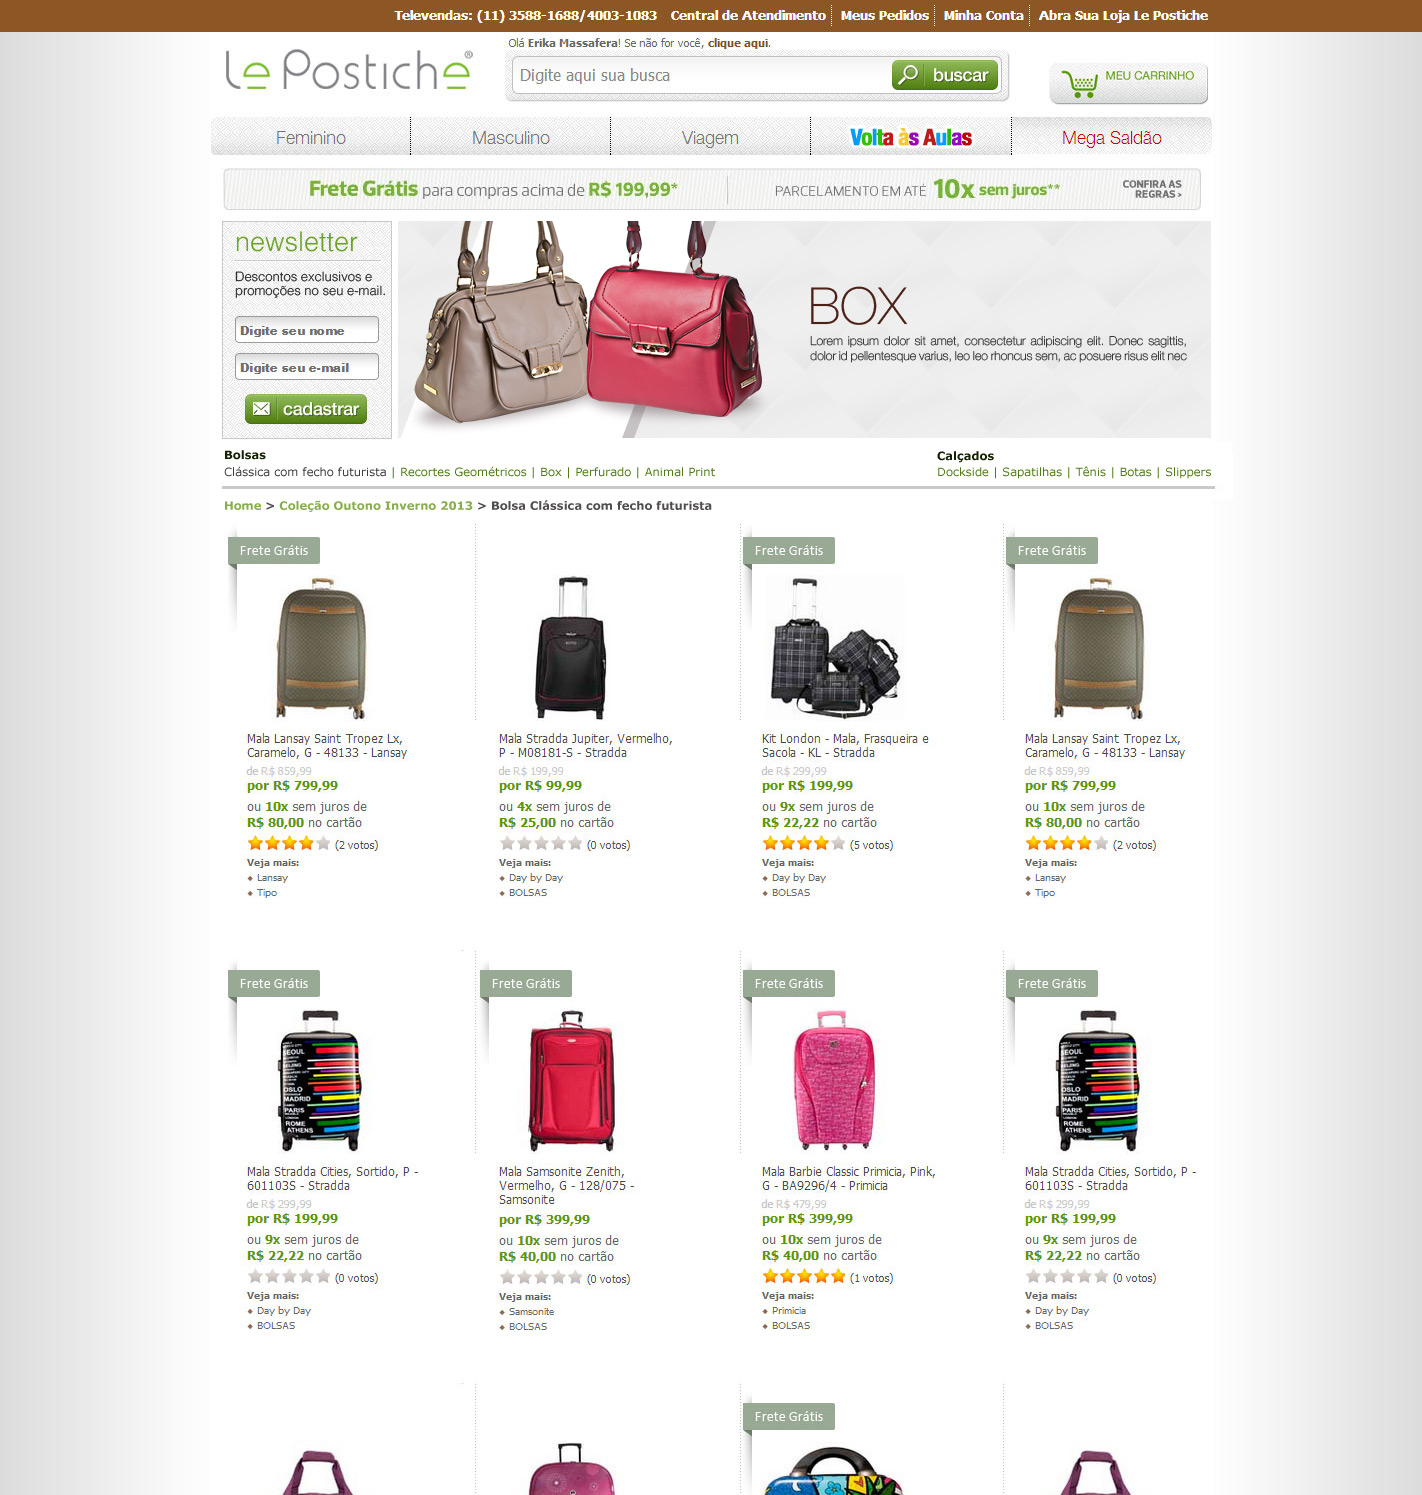 Televendas: (11) 3588-1688/4003-1083 Central de Atendimento Meus Pedidos Minha Conta Abra Sua Loja Le Postiche
Le Postiche®
Olá Erika Massafera! Se não for você, clique aqui.
Digite aqui sua busca
buscar
MEU CARRINHO
Feminino Masculino Viagem Volta às Aulas Mega Saldão
Frete Grátis para compras acima de R$ 199,99*
PARCELAMENTO EM ATÉ 10x sem juros**
CONFIRA AS
REGRAS >
newsletter
Descontos exclusivos e
promoções no seu e-mail.
Digite seu nome
Digite seu e-mail
cadastrar
BOX
Lorem ipsum dolor sit amet, consectetur adipiscing elit. Donec sagittis,
dolor id pellentesque varius, leo leo rhoncus sem, ac posuere risus elit nec
Bolsas
Clássica com fecho futurista | Recortes Geométricos | Box | Perfurado | Animal Print
Calçados
Dockside | Sapatilhas | Tênis | Botas | Slippers
Home > Coleção Outono Inverno 2013 > Bolsa Clássica com fecho futurista
Frete Grátis
Mala Lansay Saint Tropez Lx,
Caramelo, G - 48133 - Lansay
de R$ 859,99
por R$ 799,99
ou 10x sem juros de
R$ 80,00 no cartão
(2 votos)
Veja mais:
Lansay
Tipo
Mala Stradda Jupiter, Vermelho,
P - M08181-S - Stradda
de R$ 199,99
por R$ 99,99
ou 4x sem juros de
R$ 25,00 no cartão
(0 votos)
Veja mais:
Day by Day
BOLSAS
Frete Grátis
Kit London - Mala, Frasqueira e
Sacola - KL - Stradda
de R$ 299,99
por R$ 199,99
ou 9x sem juros de
R$ 22,22 no cartão
(5 votos)
Veja mais:
Day by Day
BOLSAS
Frete Grátis
Mala Lansay Saint Tropez Lx,
Caramelo, G - 48133 - Lansay
de R$ 859,99
por R$ 799,99
ou 10x sem juros de
R$ 80,00 no cartão
(2 votos)
Veja mais:
Lansay
Tipo
Frete Grátis
SEOUL
BEIJING
OSLO
MADRID
PARIS
LONDON
ROME
ATHENS
Mala Stradda Cities, Sortido, P -
601103S - Stradda
de R$ 299,99
por R$ 199,99
ou 9x sem juros de
R$ 22,22 no cartão
(0 votos)
Veja mais:
Day by Day
BOLSAS
Frete Grátis
Mala Samsonite Zenith,
Vermelho, G - 128/075 -
Samsonite
por R$ 399,99
ou 10x sem juros de
R$ 40,00 no cartão
(0 votos)
Veja mais:
Samsonite
BOLSAS
Frete Grátis
Mala Barbie Classic Primicia, Pink,
G - BA9296/4 - Primicia
de R$ 479,99
por R$ 399,99
ou 10x sem juros de
R$ 40,00 no cartão
(1 votos)
Veja mais:
Primicia
BOLSAS
Frete Grátis
SEOUL
BEIJING
OSLO
MADRID
PARIS
LONDON
ROME
ATHENS
Mala Stradda Cities, Sortido, P -
601103S - Stradda
de R$ 299,99
por R$ 199,99
ou 9x sem juros de
R$ 22,22 no cartão
(0 votos)
Veja mais:
Day by Day
BOLSAS
Frete Grátis